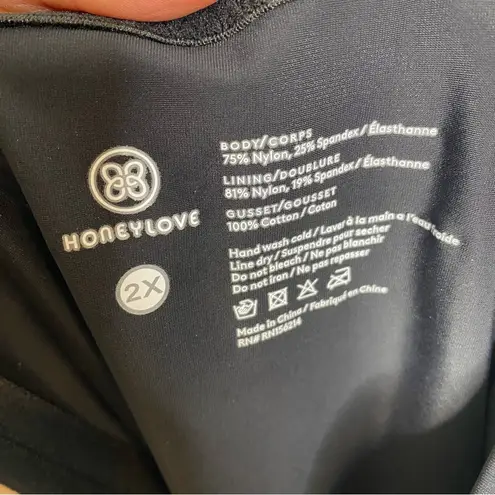 HONEYLOVE
2X
BODY/CORPS
75% Nylon, 25% Spandex/Élasthanne
LINING/DOUBLURE
81% Nylon, 19% Spandex/Élasthanne
GUSSET/GOUSSET
100% Cotton/Coton
Hand wash cold/Laver à la main a l'eau froide
Line dry/Suspendre pour secher
Do not bleach/Ne pas blanchir
Do not iron/Ne pas repasser
Made in China/Fabriqué en Chine
RN# RN156214